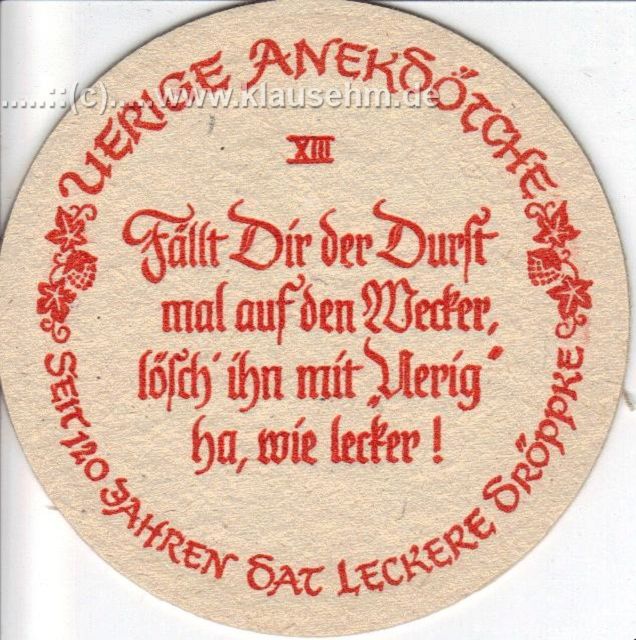 UERIGE ANEKDÖTCHE
......::(c).....www.klausehm.de
XIII
Fällt Dir der Durst
mal auf den Wecker,
lösch' ihn mit „Uerig"
ha, wie lecker!
SEIT 120 JAHREN DAT LECKERE DRÖPPKE